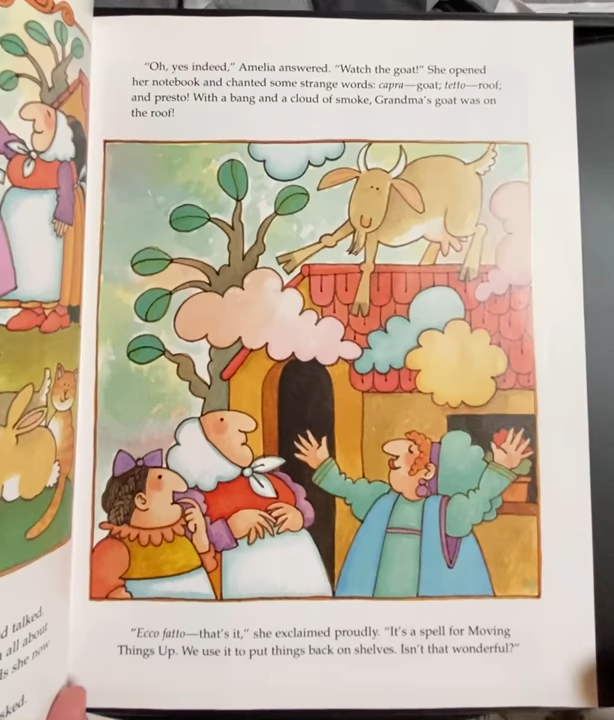 "Oh, yes indeed," Amelia answered. "Watch the goat!" She opened
her notebook and chanted some strange words: capra—goat; tetto—roof;
and presto! With a bang and a cloud of smoke, Grandma's goat was on
the roof!
"Ecco fatto—that's it," she exclaimed proudly. "It's a spell for Moving
Things Up. We use it to put things back on shelves. Isn't that wonderful?"
talked.
all about
she now